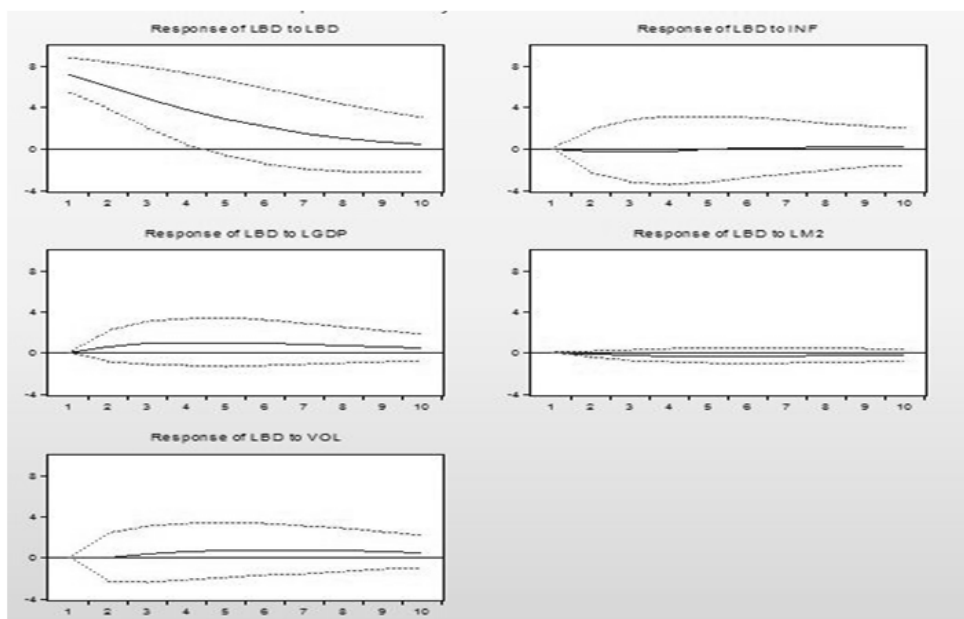 Response of LBD to LBD
8
4
0
-4
1 2 3 4 5 6 7 8 9 10
Response of LBD to INF
8
4
0
-4
1 2 3 4 5 6 7 8 9 10
Response of LBD to LGDP
8
4
0
-4
1 2 3 4 5 6 7 8 9 10
Response of LBD to LM2
8
4
0
-4
1 2 3 4 5 6 7 8 9 10
Response of LBD to VOL
8
4
0
-4
1 2 3 4 5 6 7 8 9 10